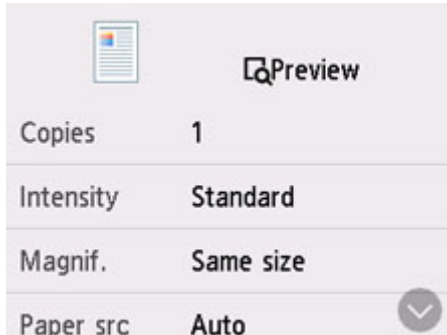 Preview
Copies 1
Intensity Standard
Magnif. Same size
Paper src Auto